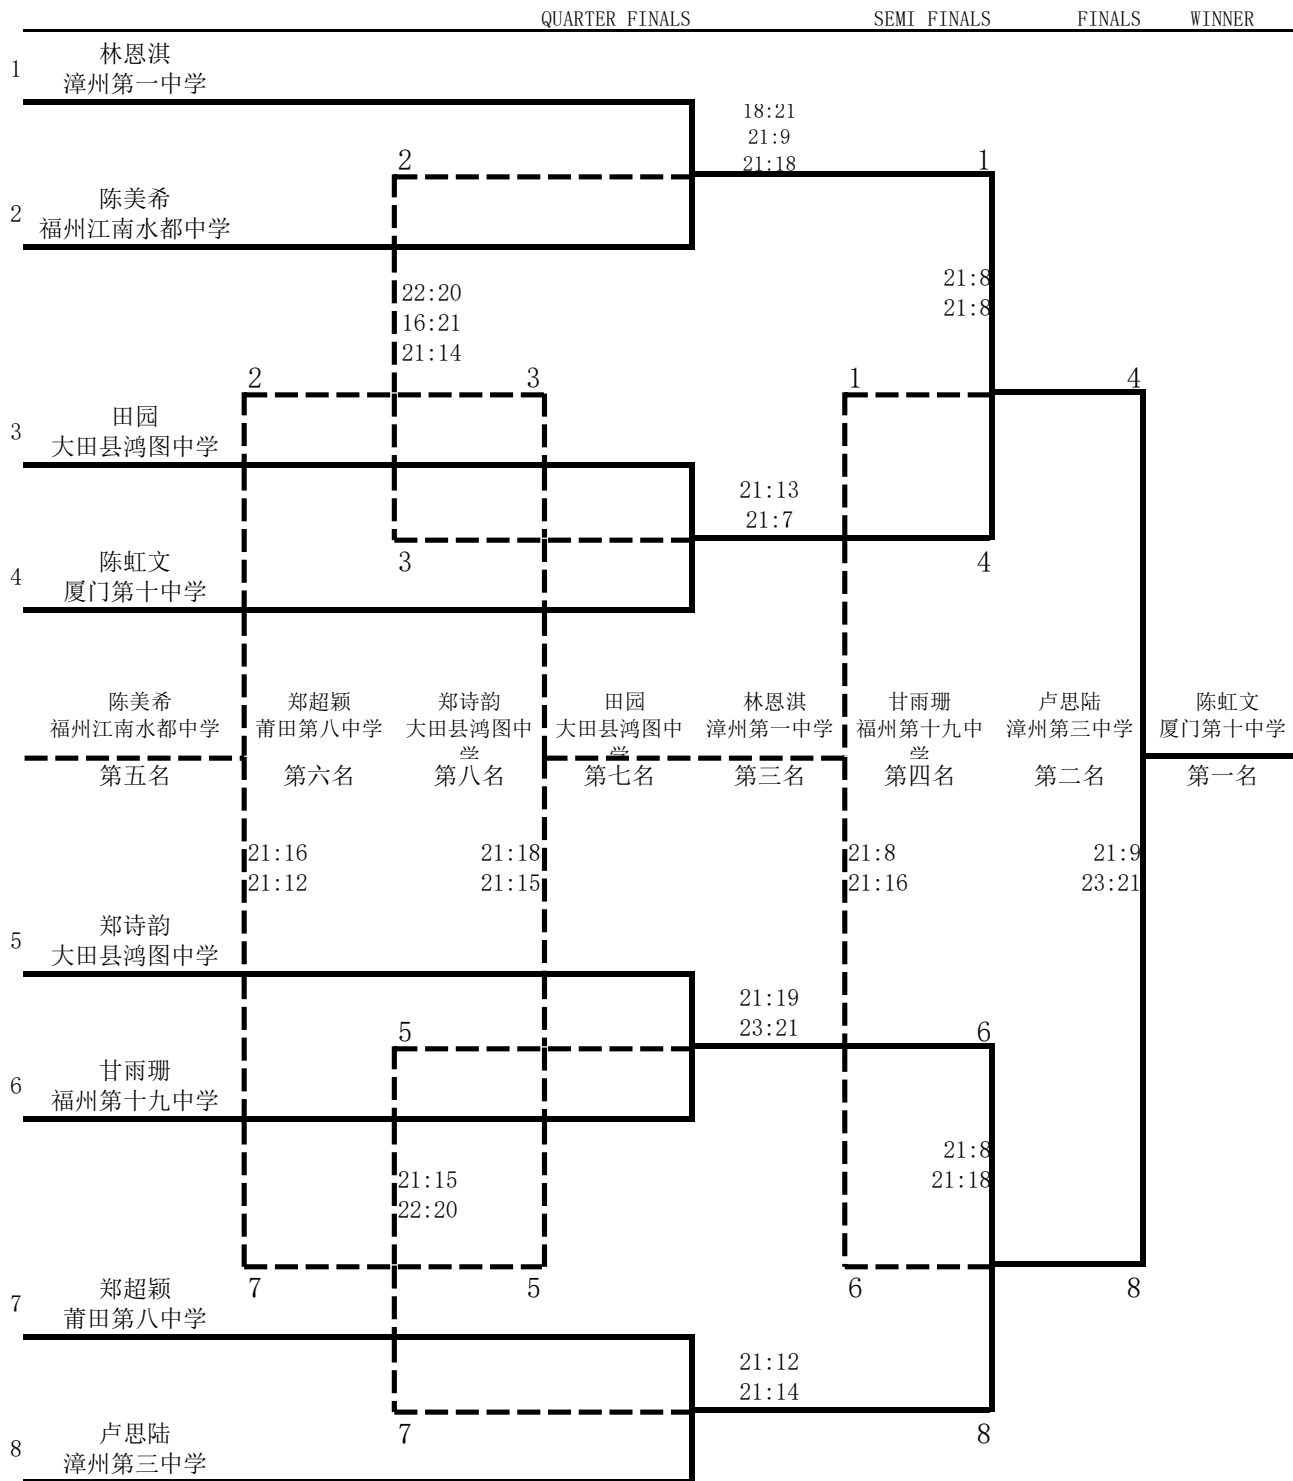 QUARTER FINALS SEMI FINALS FINALS WINNER
林恩淇
1
漳州第一中学
18:21
21:9
21:18
2 1
陈美希
2
福州江南水都中学
21:8
22:20
21:8
16:21
21:14
2 3 1 4
田园
3
大田县鸿图中学
21:13
21:7
陈虹文
3 4
4
厦门第十中学
陈美希 郑超颖 郑诗韵 田园 林恩淇 甘雨珊 卢思陆 陈虹文
福州江南水都中学 莆田第八中学 大田县鸿图中 大田县鸿图中 漳州第一中学 福州第十九中 漳州第三中学 厦门第十中学
学 学 学
第五名 第六名 第八名 第七名 第三名 第四名 第二名 第一名
21:16 21:18 21:8 21:9
21:12 21:15 21:16 23:21
郑诗韵
5
大田县鸿图中学
21:19
23:21
5 6
甘雨珊
6
福州第十九中学
21:8
21:15 21:18
22:20
7 5 6 8
郑超颖
7
莆田第八中学
21:12
21:14
7 8
卢思陆
8
漳州第三中学